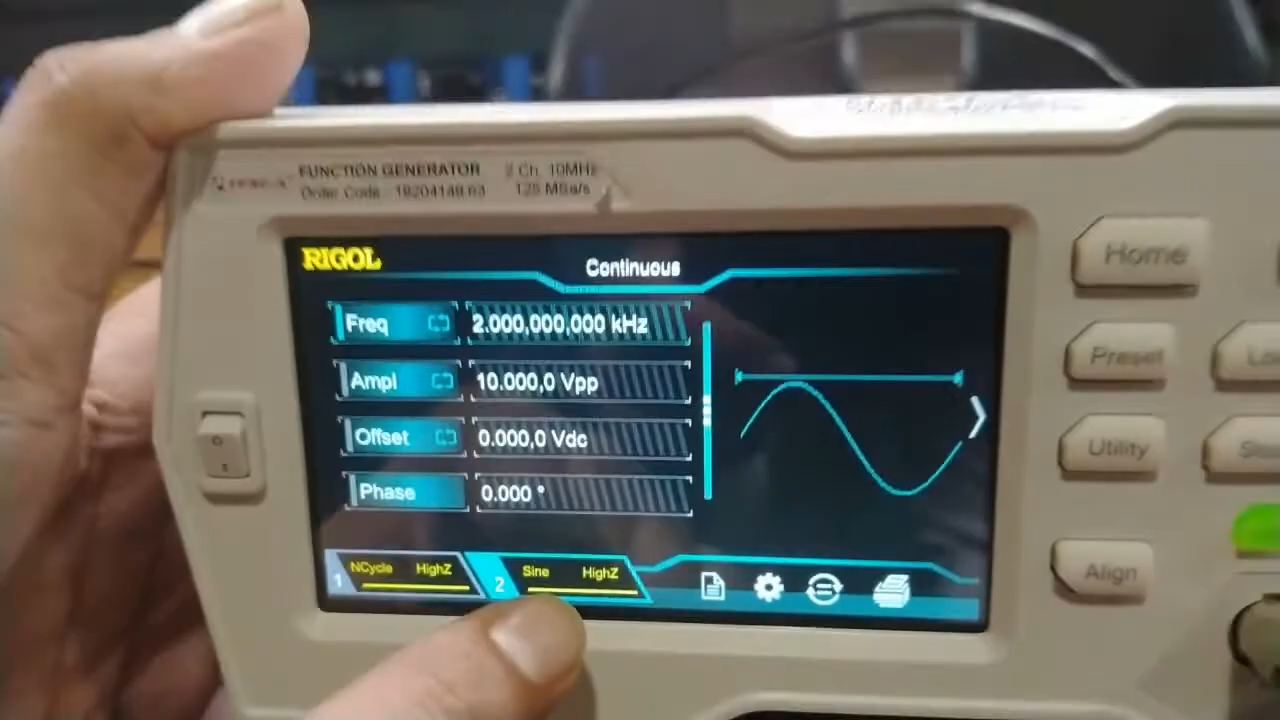 FUNCTION GENERATOR 2 Ch. 10MHz
Order Code : 125 MSa/s
RIGOL
Continuous
Freq 2.000,000,000 kHz
Ampl 10.000,0 Vpp
Offset 0.000,0 Vdc
Phase 0.000 °
1 NCycle HighZ 2 Sine HighZ
Home
Preset
Utility
Align